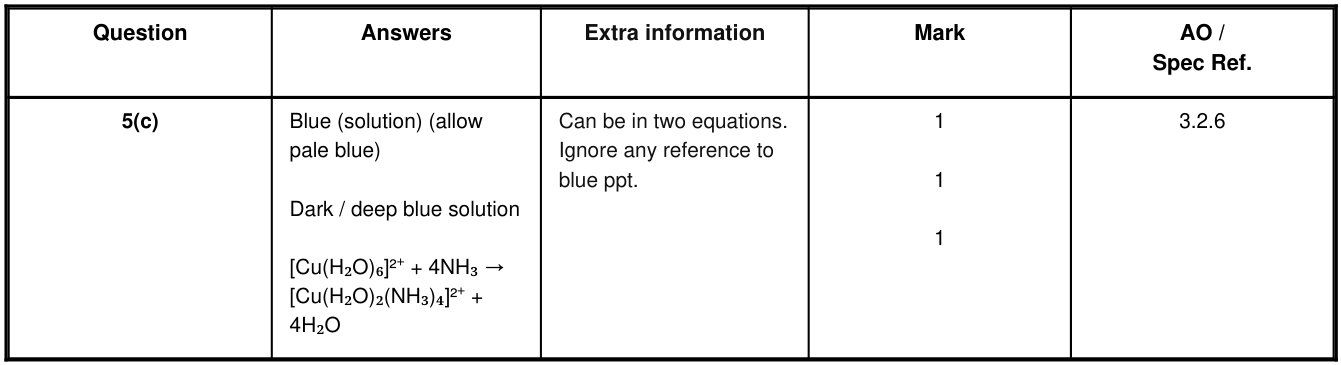 Question Answers Extra information Mark AO /
Spec Ref.
5(c) Blue (solution) (allow Can be in two equations. 1 3.2.6
pale blue) Ignore any reference to
blue ppt. 1
Dark / deep blue solution
1
[Cu(H₂O)₆]²⁺ + 4NH₃ →
[Cu(H₂O)₂(NH₃)₄]²⁺ +
4H₂O